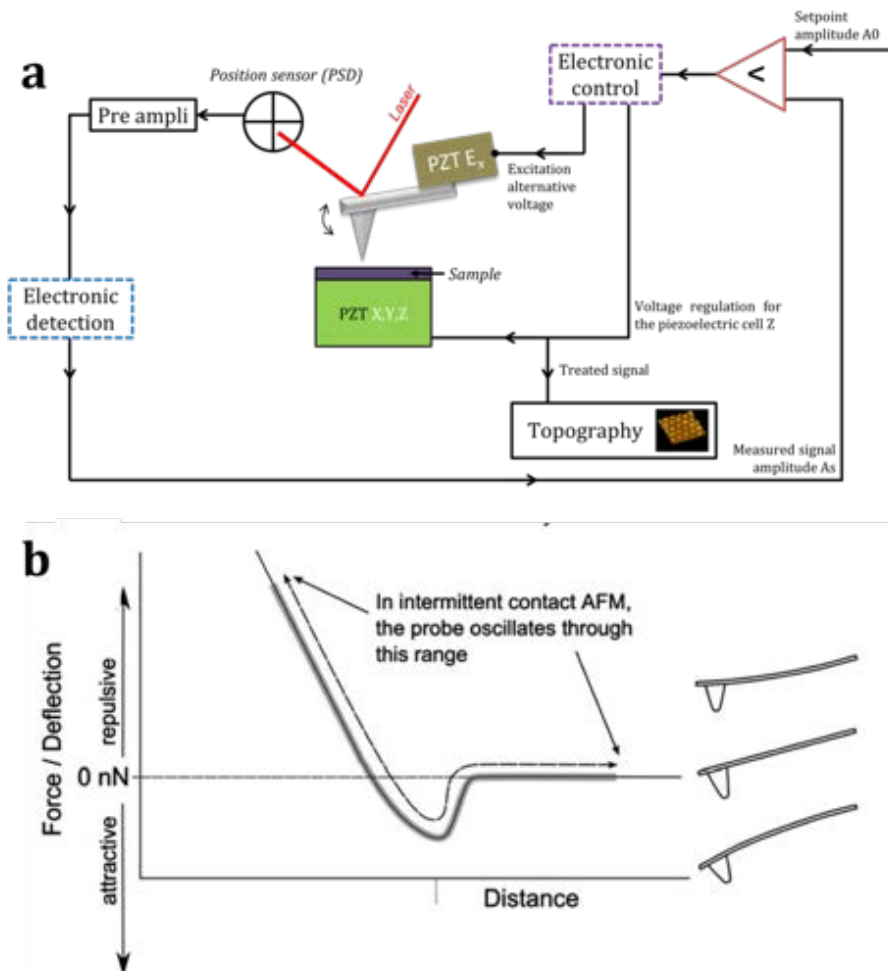 a
Setpoint
amplitude A0
Position sensor (PSD)
Electronic
control
<
Pre ampli
Laser
PZT Ex
Excitation
alternative
voltage
Sample
Electronic
detection
PZT X,Y,Z
Voltage regulation for
the piezoelectric cell Z
Treated signal
Topography
Measured signal
amplitude As
b
In intermittent contact AFM,
the probe oscillates through
this range
Force / Deflection
repulsive
0 nN
attractive
Distance